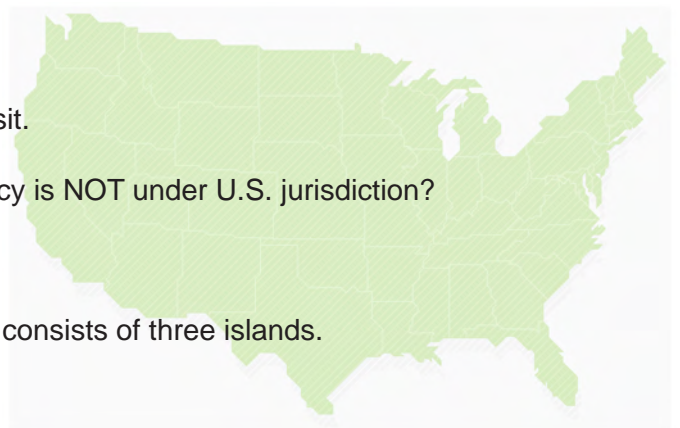 sit.
cy is NOT under U.S. jurisdiction?
consists of three islands.